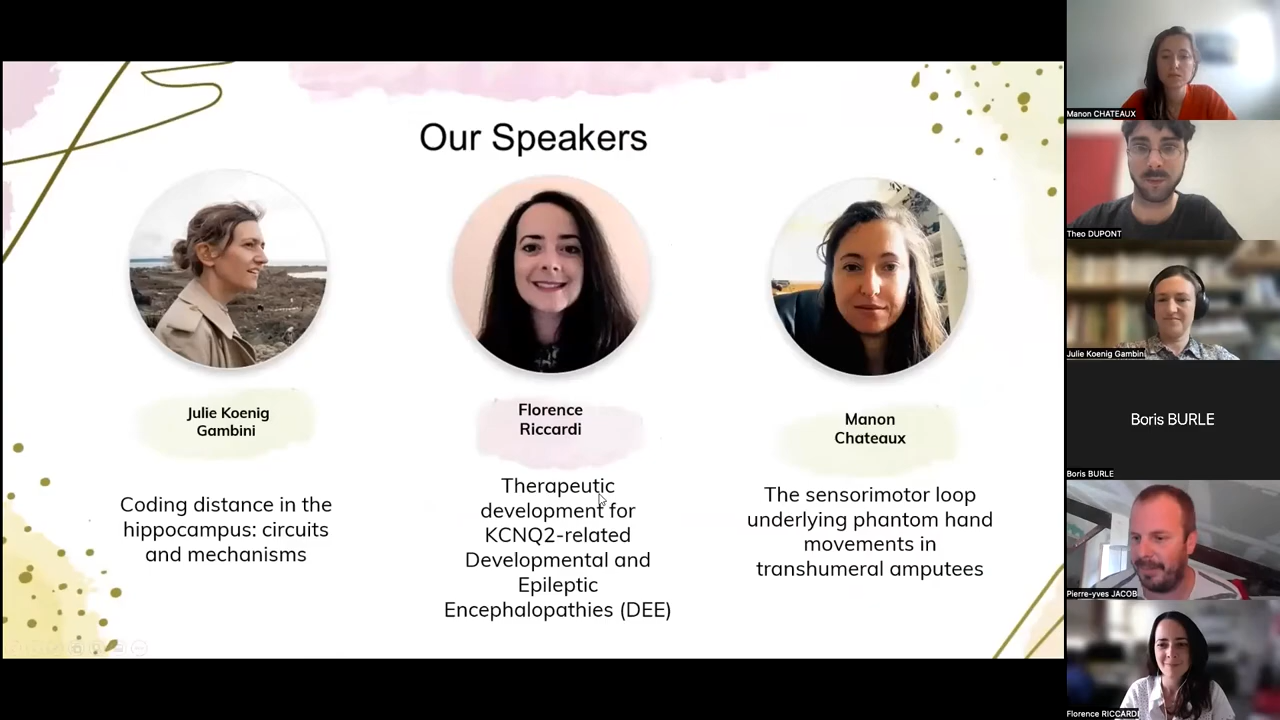 Our Speakers
Julie Koenig
Gambini
Coding distance in the
hippocampus: circuits
and mechanisms
Florence
Riccardi
Therapeutic
development for
KCNQ2-related
Developmental and
Epileptic
Encephalopathies (DEE)
Manon
Chateaux
The sensorimotor loop
underlying phantom hand
movements in
transhumeral amputees
Manon CHATEAUX
Theo DUPONT
Julie Koenig Gambini
Boris BURLE
Boris BURLE
Pierre-yves JACOB
Florence RICCARDI